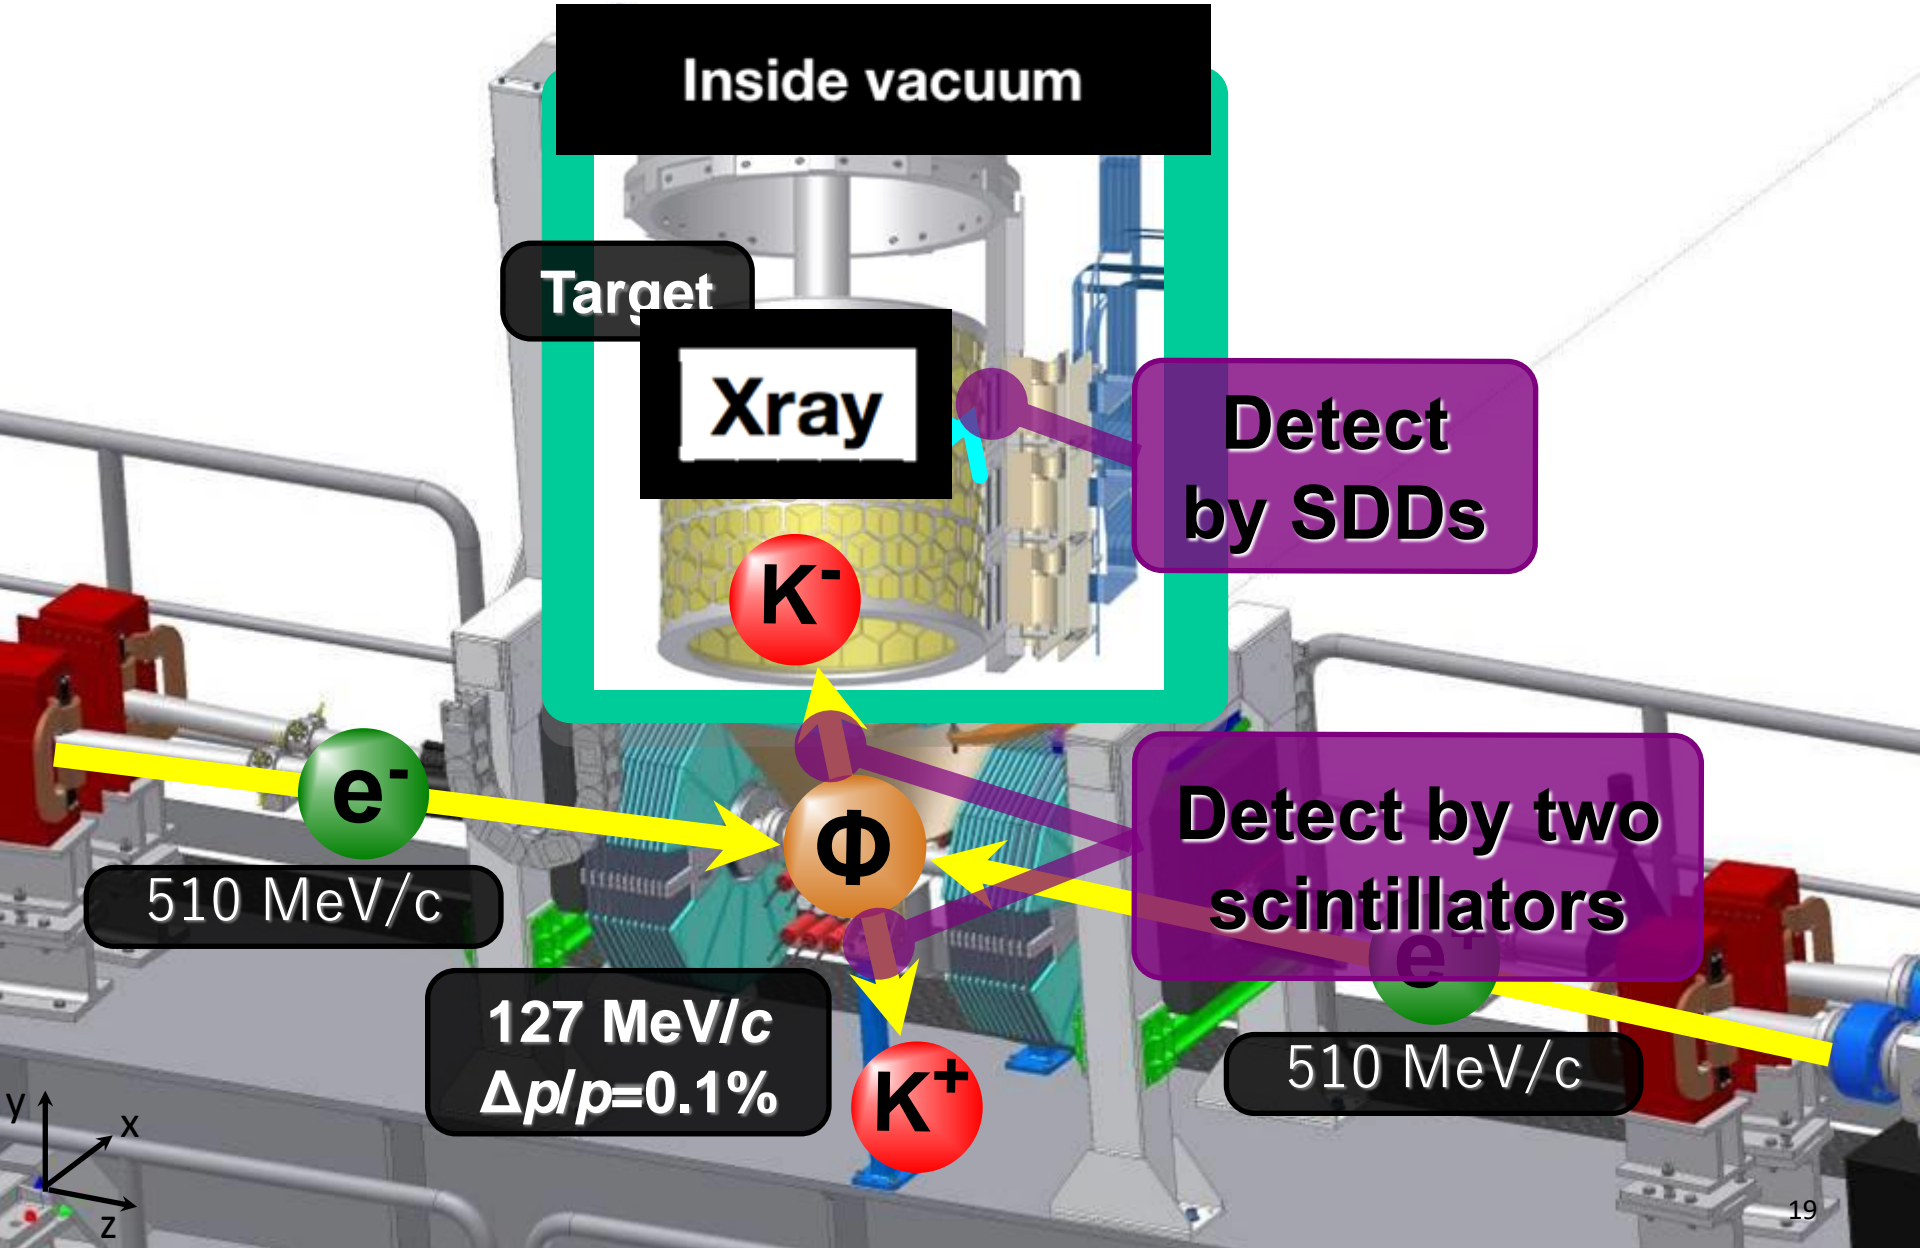 Inside vacuum
Target
Xray
Detect
by SDDs
K-
e-
Φ
Detect by two
scintillators
e+
510 MeV/c
127 MeV/c
Δp/p=0.1%
K+
510 MeV/c
y
x
z
19